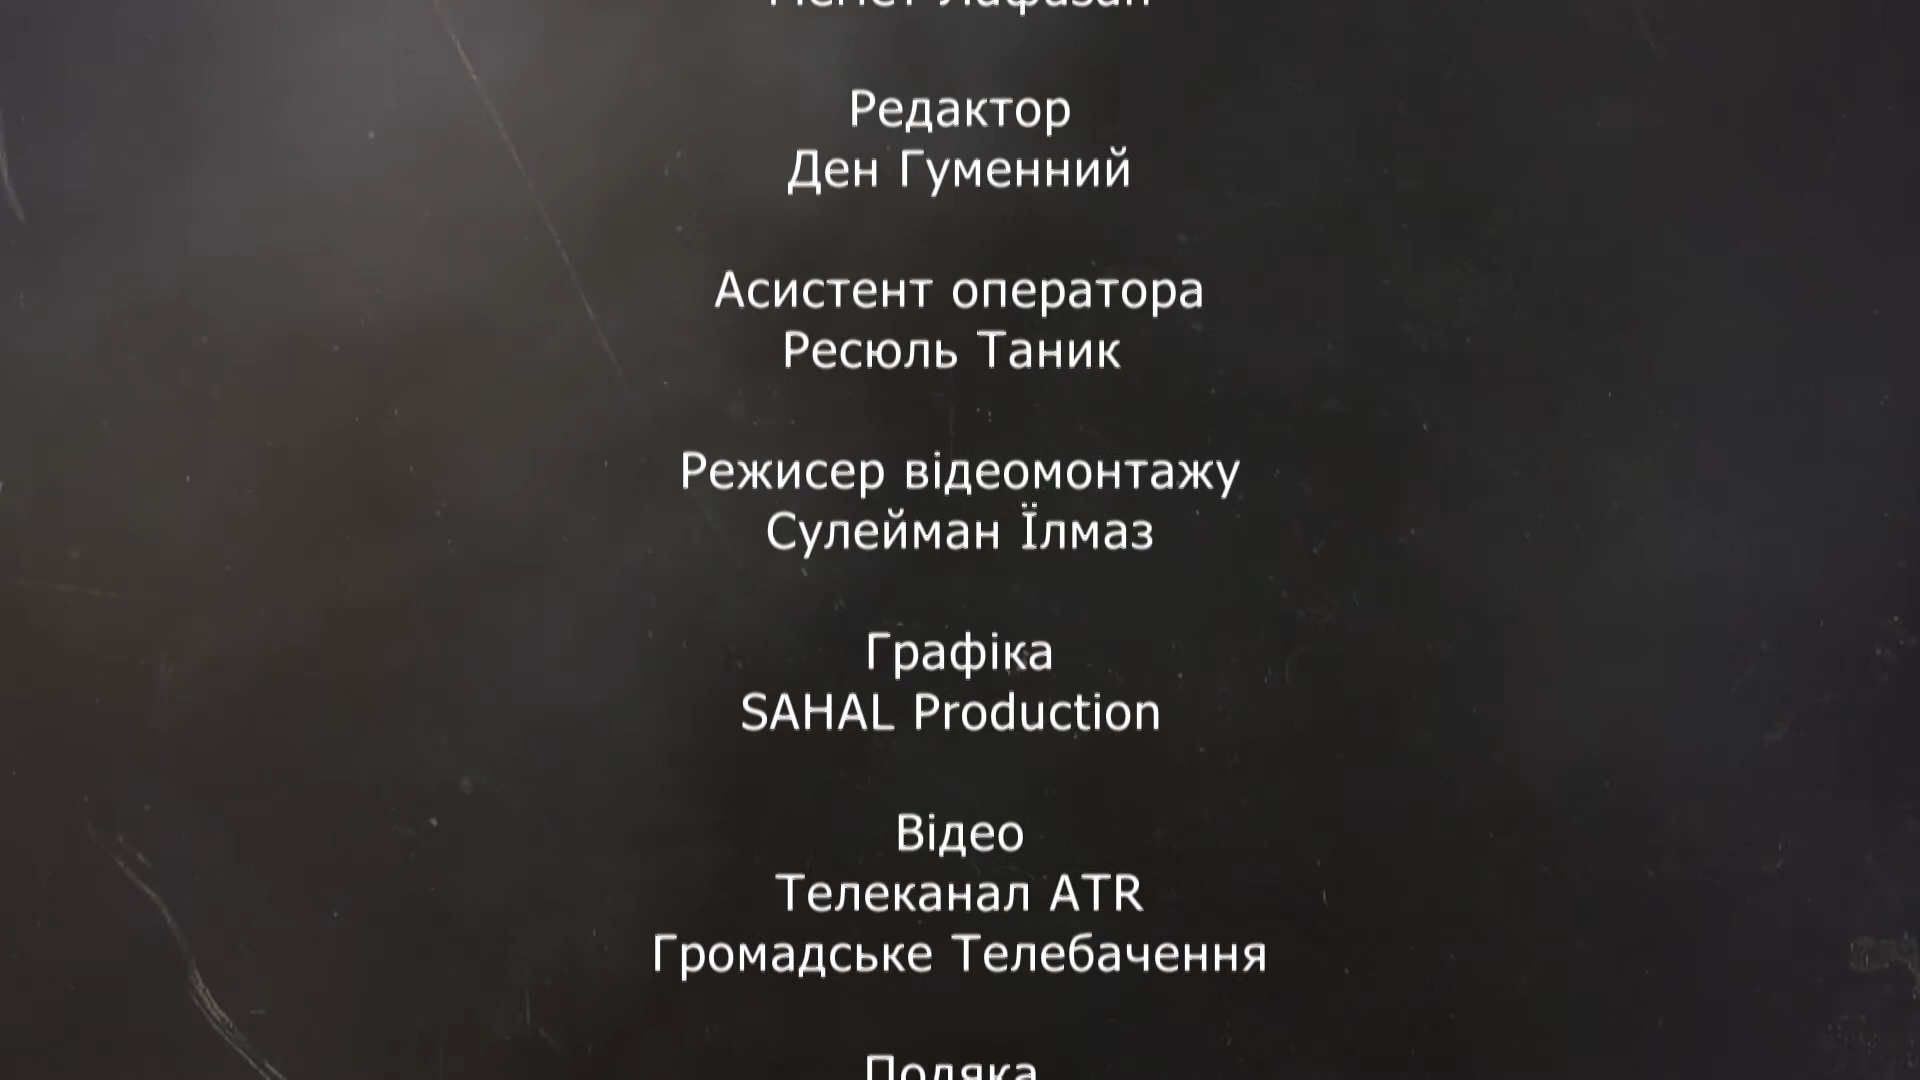 Редактор
Ден Гуменний
Асистент оператора
Ресюль Таник
Режисер відеомонтажу
Сулейман Їлмаз
Графіка
SAHAL Production
Відео
Телеканал ATR
Громадське Телебачення
Подяка